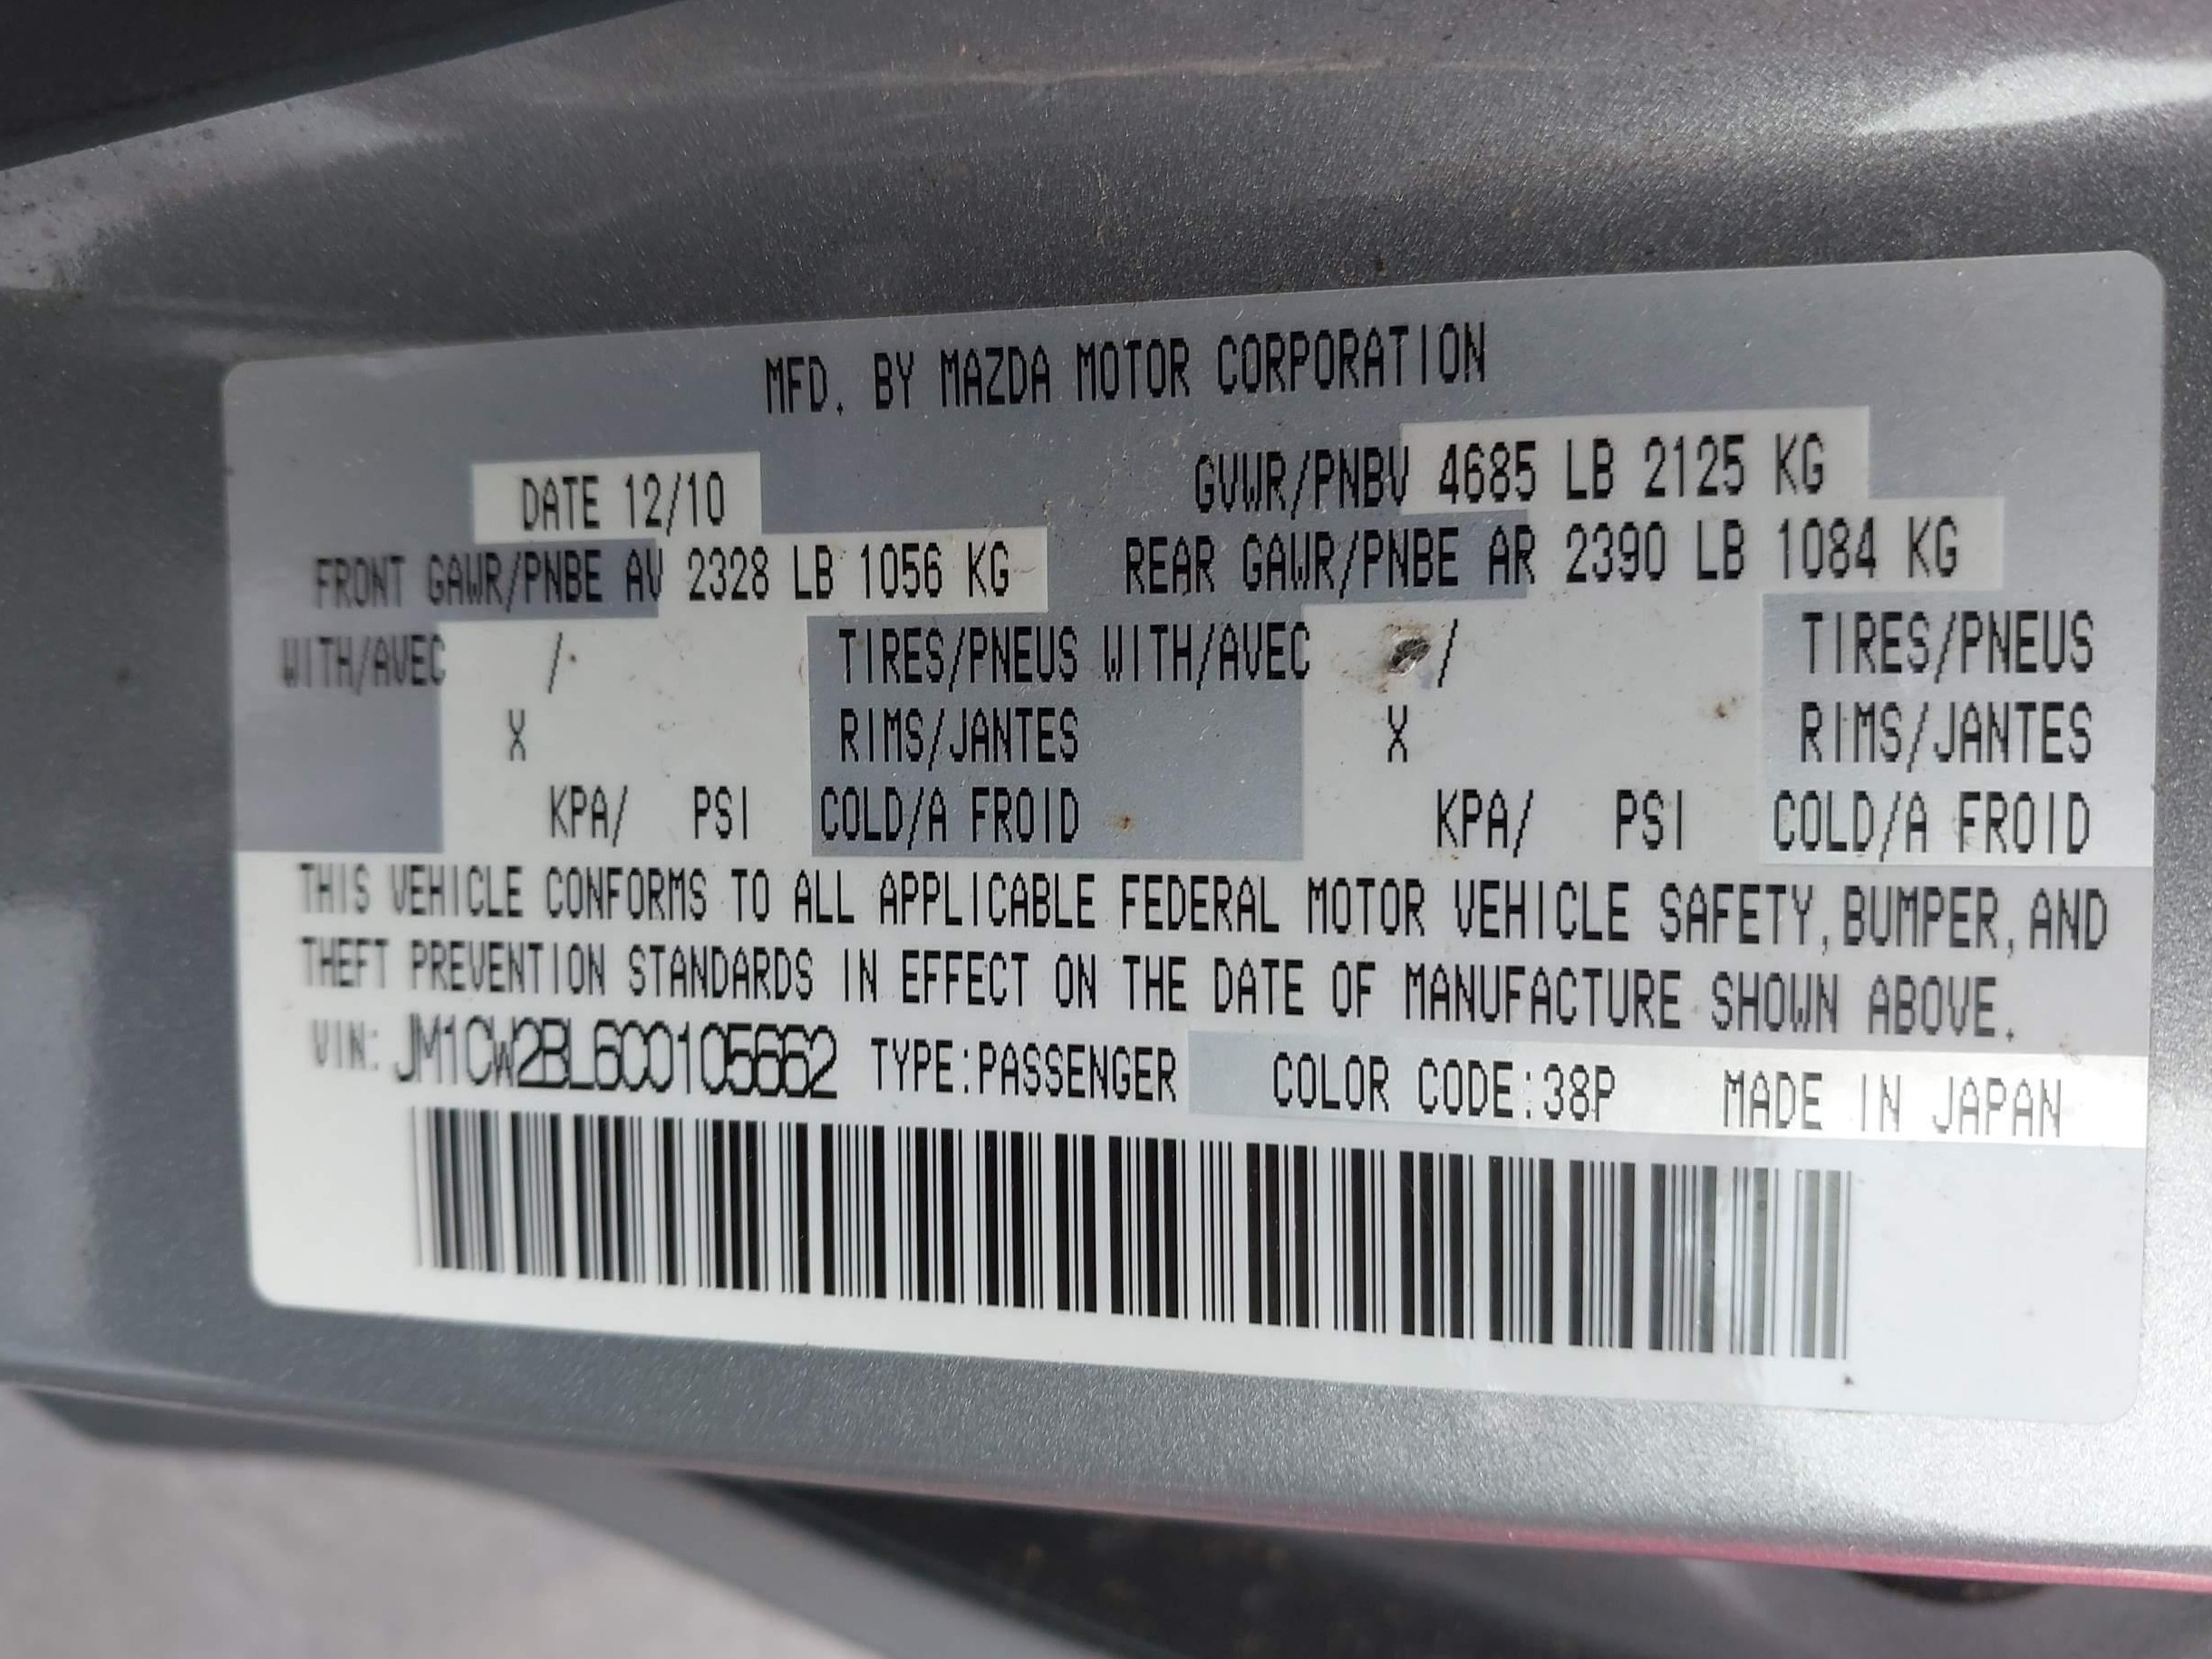 MFD. BY MAZDA MOTOR CORPORATION
DATE 12/10 GVWR/PNBV 4685 LB 2125 KG
FRONT GAWR/PNBE AV 2328 LB 1056 KG REAR GAWR/PNBE AR 2390 LB 1084 KG
WITH/AVEC / TIRES/PNEUS WITH/AVEC / TIRES/PNEUS
X RIMS/JANTES X RIMS/JANTES
KPA/ PSI COLD/A FROID KPA/ PSI COLD/A FROID
THIS VEHICLE CONFORMS TO ALL APPLICABLE FEDERAL MOTOR VEHICLE SAFETY, BUMPER, AND
THEFT PREVENTION STANDARDS IN EFFECT ON THE DATE OF MANUFACTURE SHOWN ABOVE.
VIN: JM1CW2BL6C0105662 TYPE:PASSENGER COLOR CODE:38P MADE IN JAPAN